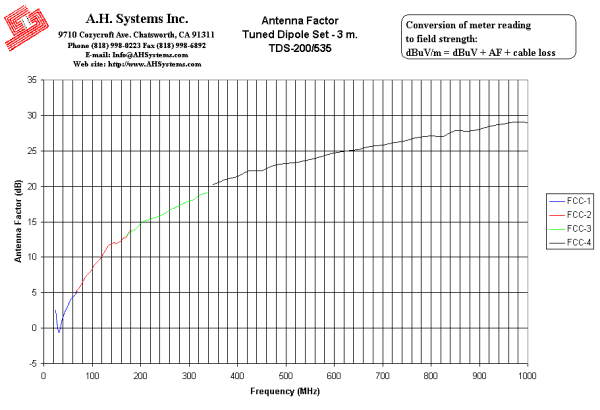 A.H. Systems Inc.
9710 Cozycroft Ave. Chatsworth, CA 91311
Phone (818) 998-0223 Fax (818) 998-6892
E-mail: Info@AHSystems.com
Web site: http://www.AHSystems.com
Antenna Factor
Tuned Dipole Set - 3 m.
TDS-200/535
Conversion of meter reading
to field strength:
dBuV/m = dBuV + AF + cable loss
35
30
25
20
15
10
5
0
-5
Antenna Factor (dB)
0 100 200 300 400 500 600 700 800 900 1000
Frequency (MHz)
FCC-1
FCC-2
FCC-3
FCC-4